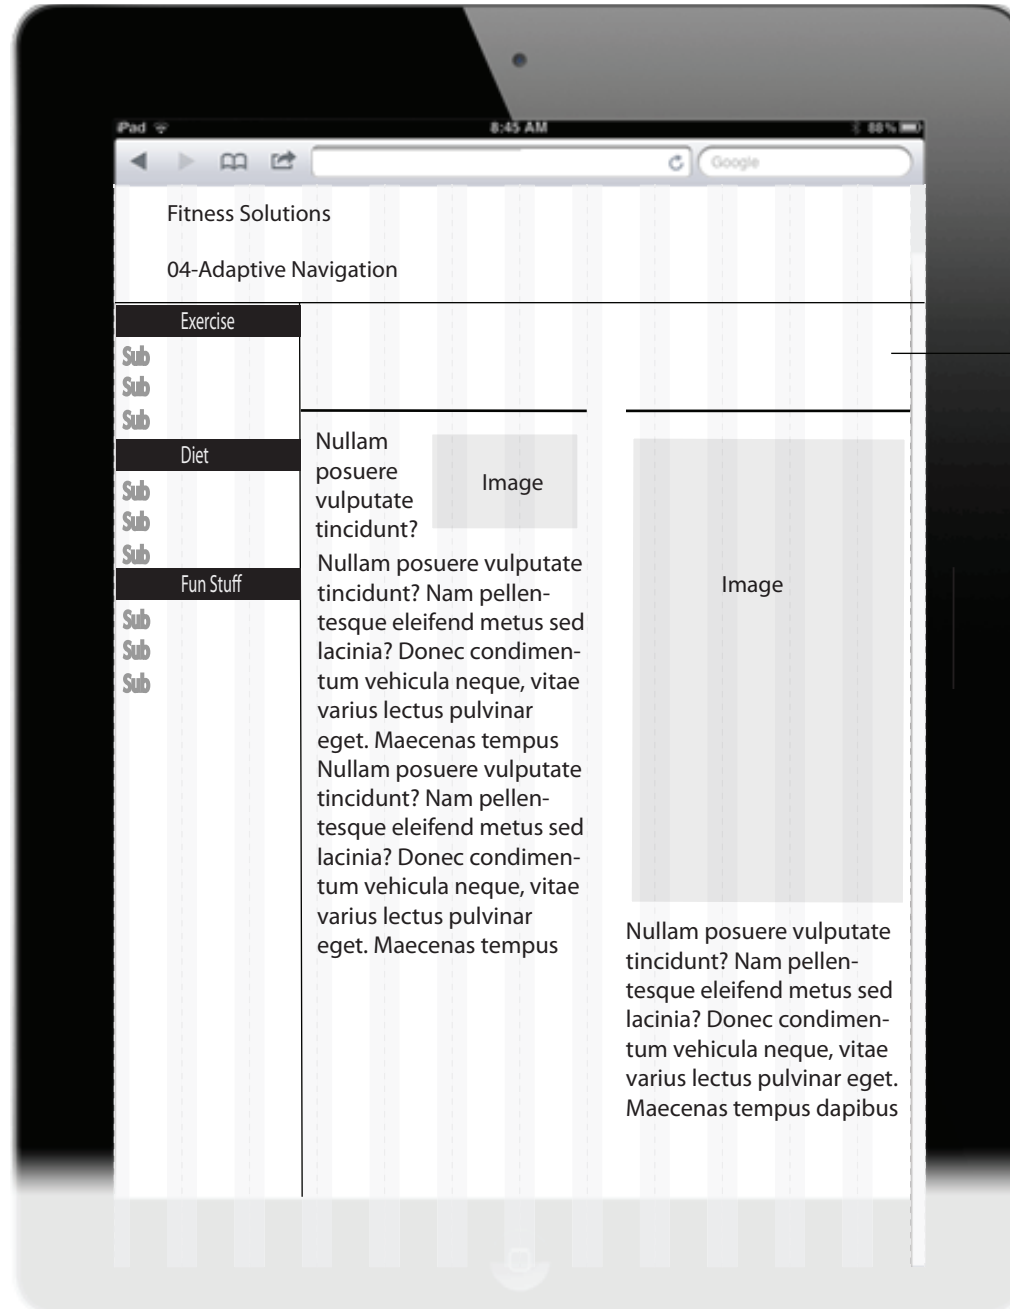 iPad 8:45 AM 88%
Google
Fitness Solutions
04-Adaptive Navigation
Exercise
Sub
Sub
Sub
Diet
Sub
Sub
Sub
Fun Stuff
Sub
Sub
Sub
Nullam
posuere
vulputate
tincidunt?
Image
Nullam posuere vulputate
tincidunt? Nam pellen-
tesque eleifend metus sed
lacinia? Donec condimen-
tum vehicula neque, vitae
varius lectus pulvinar
eget. Maecenas tempus
Nullam posuere vulputate
tincidunt? Nam pellen-
tesque eleifend metus sed
lacinia? Donec condimen-
tum vehicula neque, vitae
varius lectus pulvinar
eget. Maecenas tempus
Image
Nullam posuere vulputate
tincidunt? Nam pellen-
tesque eleifend metus sed
lacinia? Donec condimen-
tum vehicula neque, vitae
varius lectus pulvinar eget.
Maecenas tempus dapibus